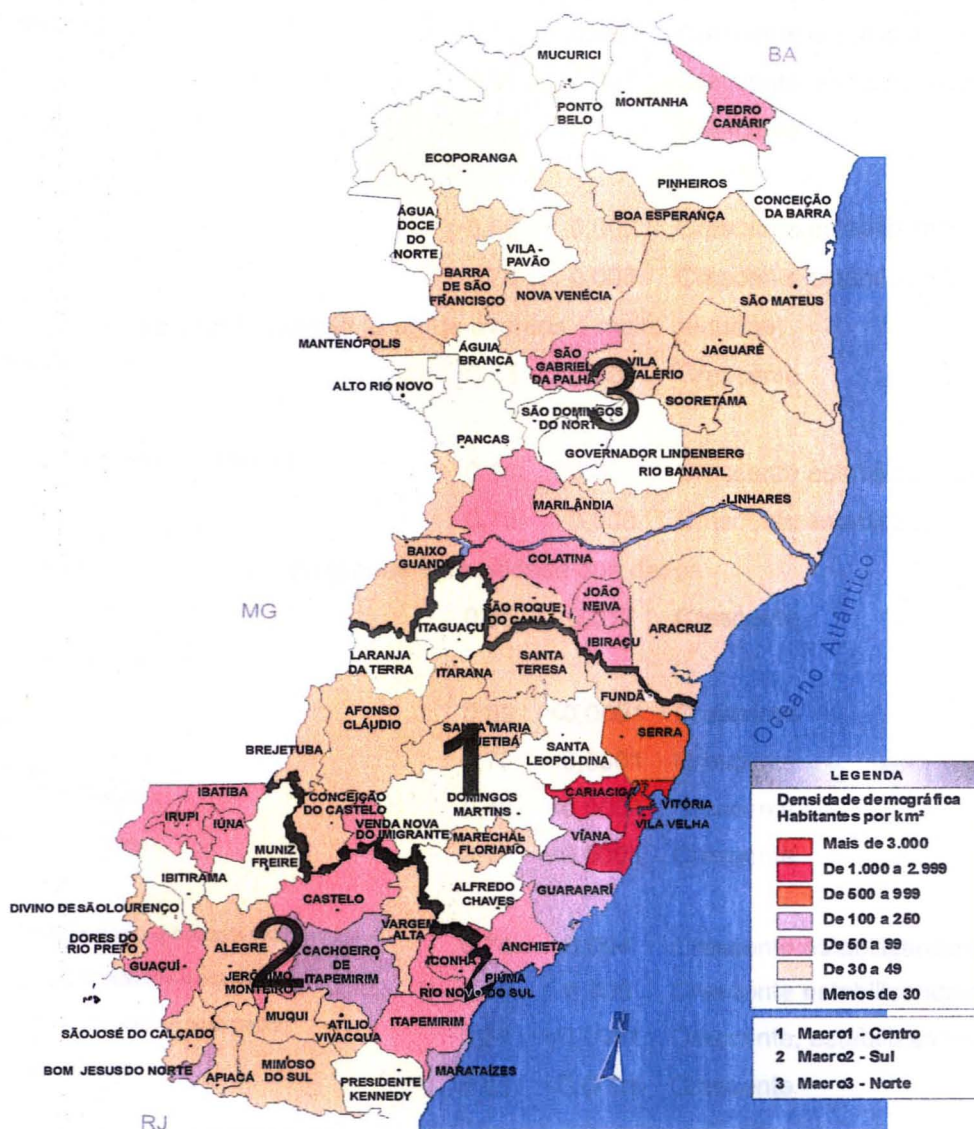 BA
MUCURICI
MONTANHA
PEDRO
CANÁRIO
PONTO
BELO
ECOPORANGA
PINHEIROS
CONCEIÇÃO
DA BARRA
ÁGUA
DOCE
DO
NORTE
BOA ESPERANÇA
VILA -
PAVÃO
BARRA
DE SÃO
FRANCISCO
NOVA VENÉCIA
SÃO MATEUS
MANTENÓPOLIS
ÁGUIA
BRANCA
SÃO
GABRIEL
DA PALHA
VILA
VALÉRIO
JAGUARÉ
ALTO RIO NOVO
3
SOORETAMA
SÃO DOMINGOS
DO NORTE
PANCAS
GOVERNADOR LINDENBERG
RIO BANANAL
MARILÂNDIA
LINHARES
BAIXO
GUANDU
COLATINA
JOÃO
NEIVA
MG
ITAGUAÇU
SÃO ROQUE
DO CANAÃ
IBIRAÇU
ARACRUZ
Oceano Atlântico
LARANJA
DA TERRA
ITARANA
SANTA
TERESA
FUNDÃ
AFONSO
CLÁUDIO
SANTA MARIA
JETIBÁ
SERRA
BREJETUBA
1
SANTA
LEOPOLDINA
IBATIBA
IRUPI
IÚNA
CONCEIÇÃO
DO CASTELO
DOMINGOS
MARTINS
CARIACICA
VITÓRIA
VILA VELHA
VENDA NOVA
DO IMIGRANTE
MARECHAL
FLORIANO
VIANA
MUNIZ
FREIRE
IBITIRAMA
ALFREDO
CHAVES
GUARAPARÍ
CASTELO
DIVINO DE SÃO LOURENÇO
VARGEM
ALTA
DORES DO
RIO PRETO
ALEGRE
2
CACHOEIRO
DE
ITAPEMIRIM
ICONHA
ANCHIETA
GUAÇUÍ
JERÔNIMO
MONTEIRO
RIO NOVO DO SUL
PIÚMA
MUQUI
ATILIO
VIVACQUA
ITAPEMIRIM
SÃO JOSÉ DO CALÇADO
BOM JESUS DO NORTE
APIACÁ
MIMOSO
DO SUL
PRESIDENTE
KENNEDY
MARATAÍZES
RJ
N
LEGENDA
Densidade demográfica
Habitantes por km²
Mais de 3.000
De 1.000 a 2.999
De 500 a 999
De 100 a 250
De 50 a 99
De 30 a 49
Menos de 30
1 Macro1 - Centro
2 Macro2 - Sul
3 Macro3 - Norte